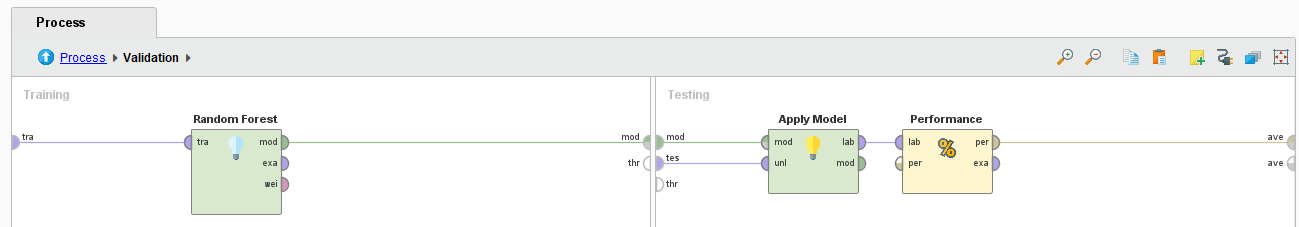 Process
Process Validation
Training
Testing
Random Forest
Apply Model
Performance
tra
tra mod
mod
mod
mod lab
lab per
ave
exa
thr
tes
unl mod
per exa
ave
wei
thr
%